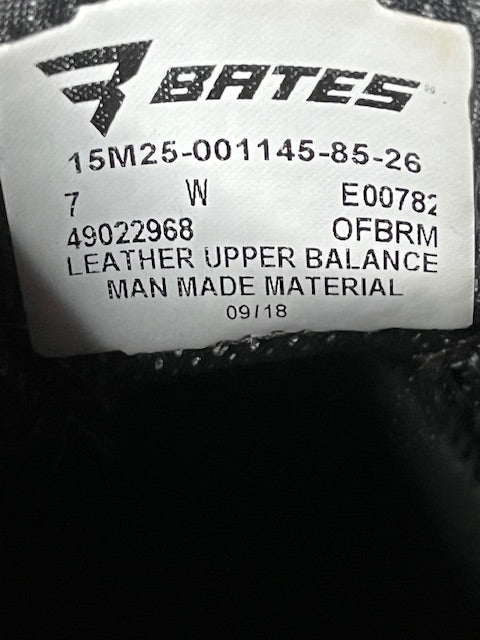 BATES®
15M25-001145-85-26
7 W E00782
49022968 OFBRM
LEATHER UPPER BALANCE
MAN MADE MATERIAL
09/18